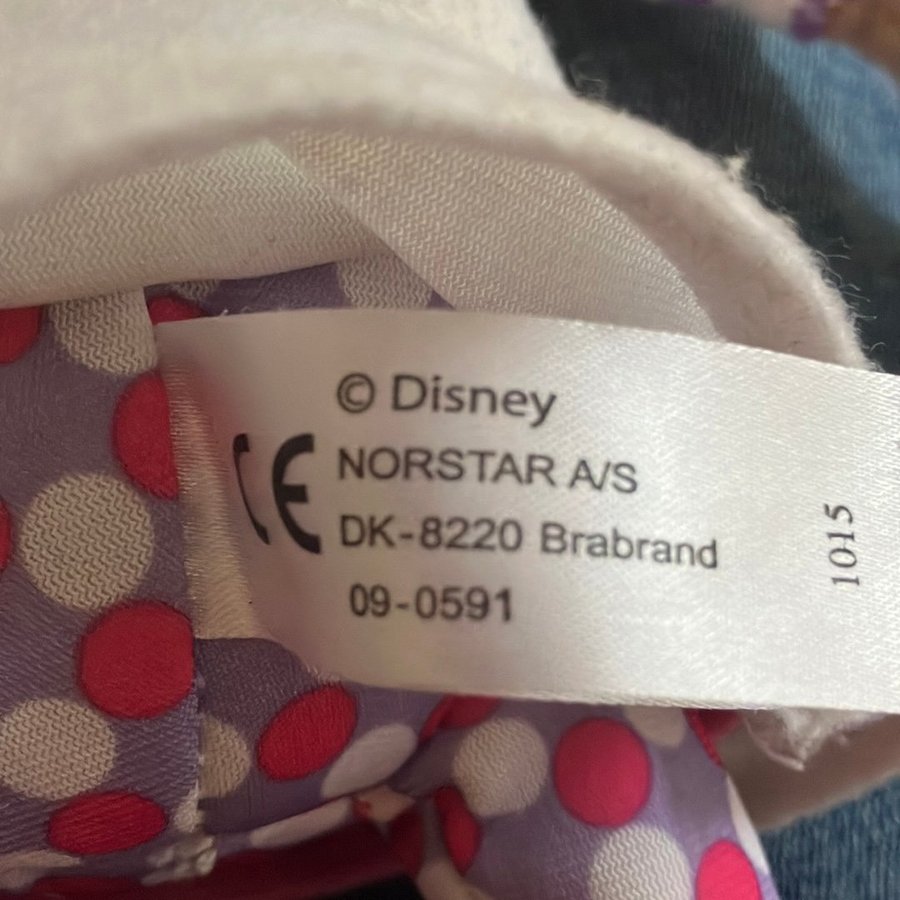 © Disney
CE
NORSTAR A/S
DK-8220 Brabrand
09-0591
1015